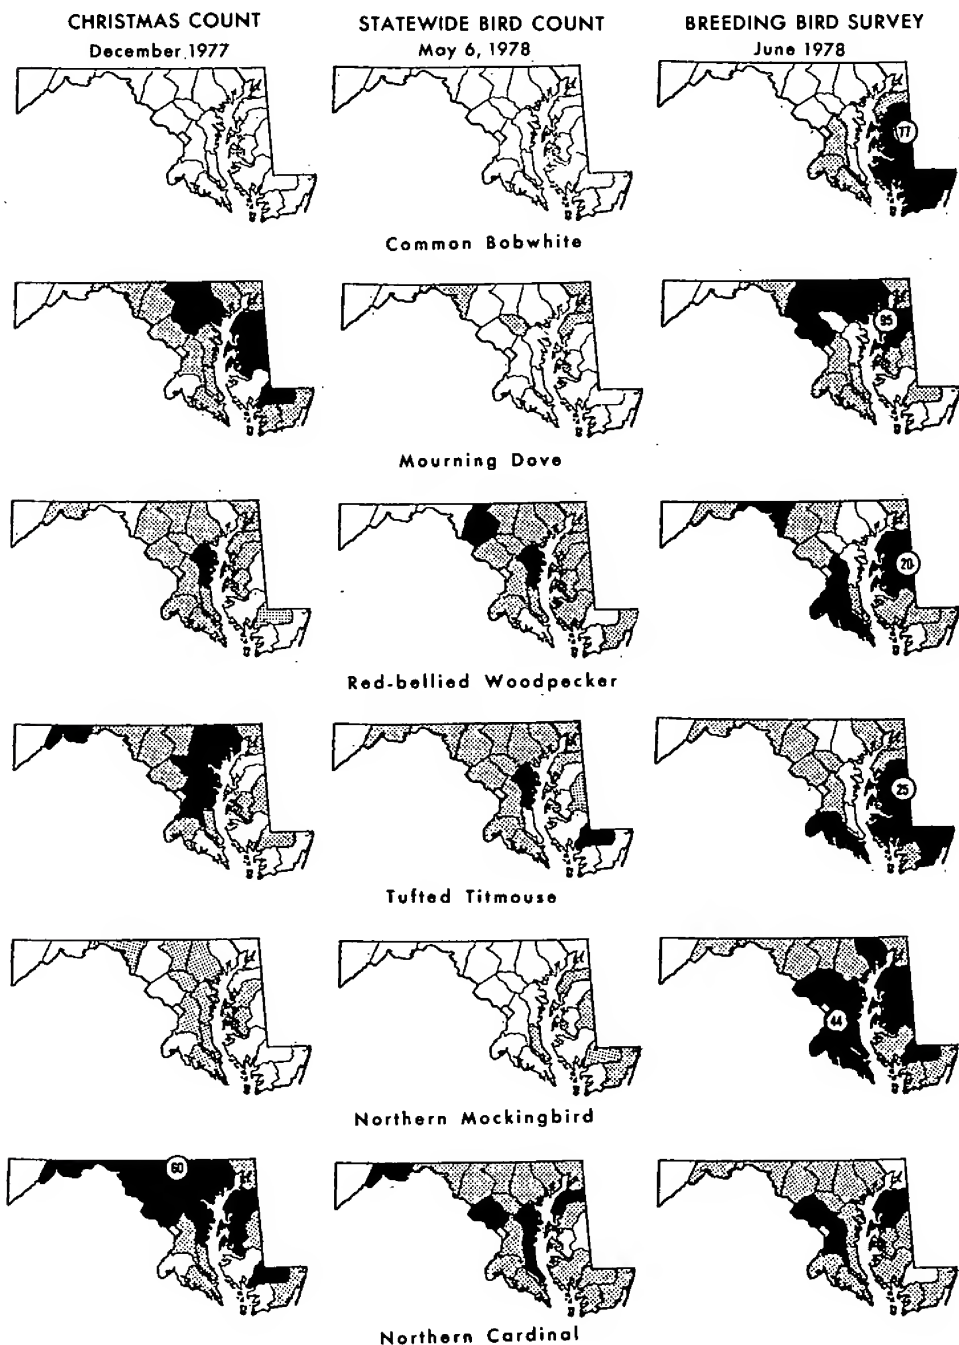 CHRISTMAS COUNT STATEWIDE BIRD COUNT BREEDING BIRD SURVEY
December 1977 May 6, 1978 June 1978
77
Common Bobwhite
95
Mourning Dove
20
Red-bellied Woodpecker
25
Tufted Titmouse
44
Northern Mockingbird
60
Northern Cardinal